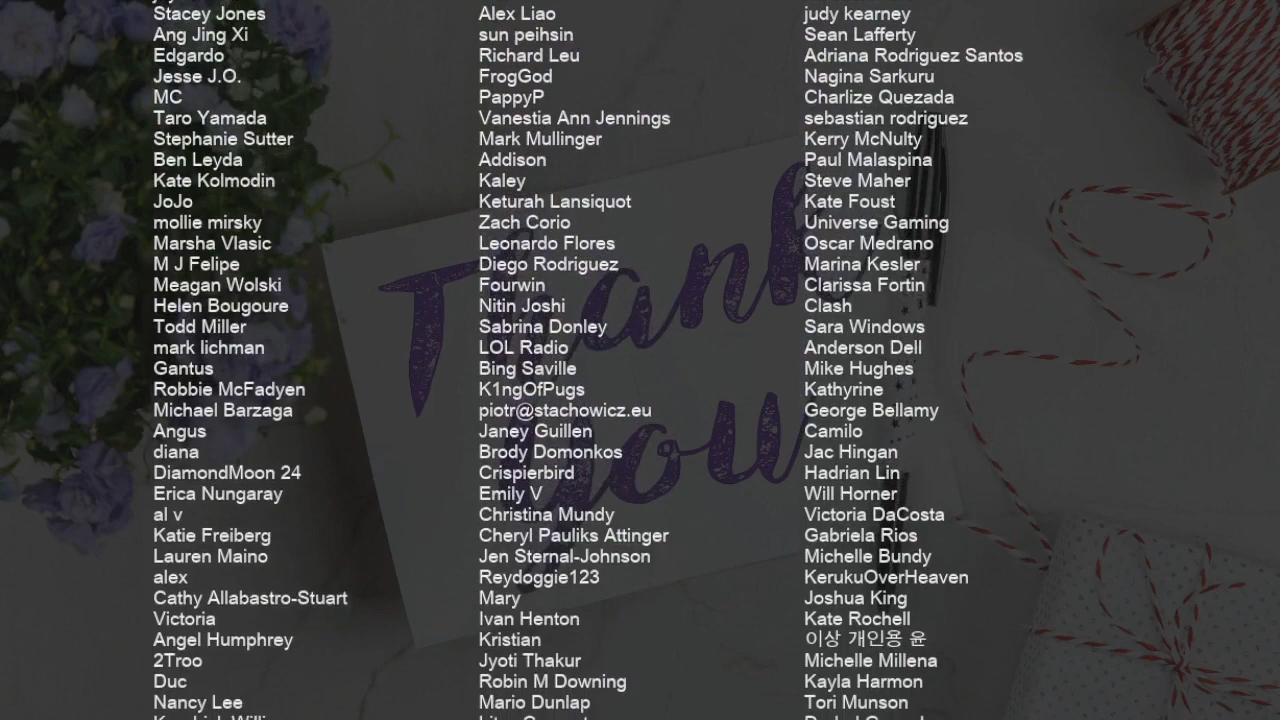 Stacey Jones
Ang Jing Xi
Edgardo
Jesse J.O.
MC
Taro Yamada
Stephanie Sutter
Ben Leyda
Kate Kolmodin
JoJo
mollie mirsky
Marsha Vlasic
M J Felipe
Meagan Wolski
Helen Bougoure
Todd Miller
mark lichman
Gantus
Robbie McFadyen
Michael Barzaga
Angus
diana
DiamondMoon 24
Erica Nungaray
al v
Katie Freiberg
Lauren Maino
alex
Cathy Allabastro-Stuart
Victoria
Angel Humphrey
2Troo
Duc
Nancy Lee
Alex Liao
sun peihsin
Richard Leu
FrogGod
PappyP
Vanestia Ann Jennings
Mark Mullinger
Addison
Kaley
Keturah Lansiquot
Zach Corio
Leonardo Flores
Diego Rodriguez
Fourwin
Nitin Joshi
Sabrina Donley
LOL Radio
Bing Saville
K1ngOfPugs
piotr@stachowicz.eu
Janey Guillen
Brody Domonkos
Crispierbird
Emily V
Christina Mundy
Cheryl Pauliks Attinger
Jen Sternal-Johnson
Reydoggie123
Mary
Ivan Henton
Kristian
Jyoti Thakur
Robin M Downing
Mario Dunlap
judy kearney
Sean Lafferty
Adriana Rodriguez Santos
Nagina Sarkuru
Charlize Quezada
sebastian rodriguez
Kerry McNulty
Paul Malaspina
Steve Maher
Kate Foust
Universe Gaming
Oscar Medrano
Marina Kesler
Clarissa Fortin
Clash
Sara Windows
Anderson Dell
Mike Hughes
Kathyrine
George Bellamy
Camilo
Jac Hingan
Hadrian Lin
Will Horner
Victoria DaCosta
Gabriela Rios
Michelle Bundy
KerukuOverHeaven
Joshua King
Kate Rochell
이상 개인용 윤
Michelle Millena
Kayla Harmon
Tori Munson
Thank
you